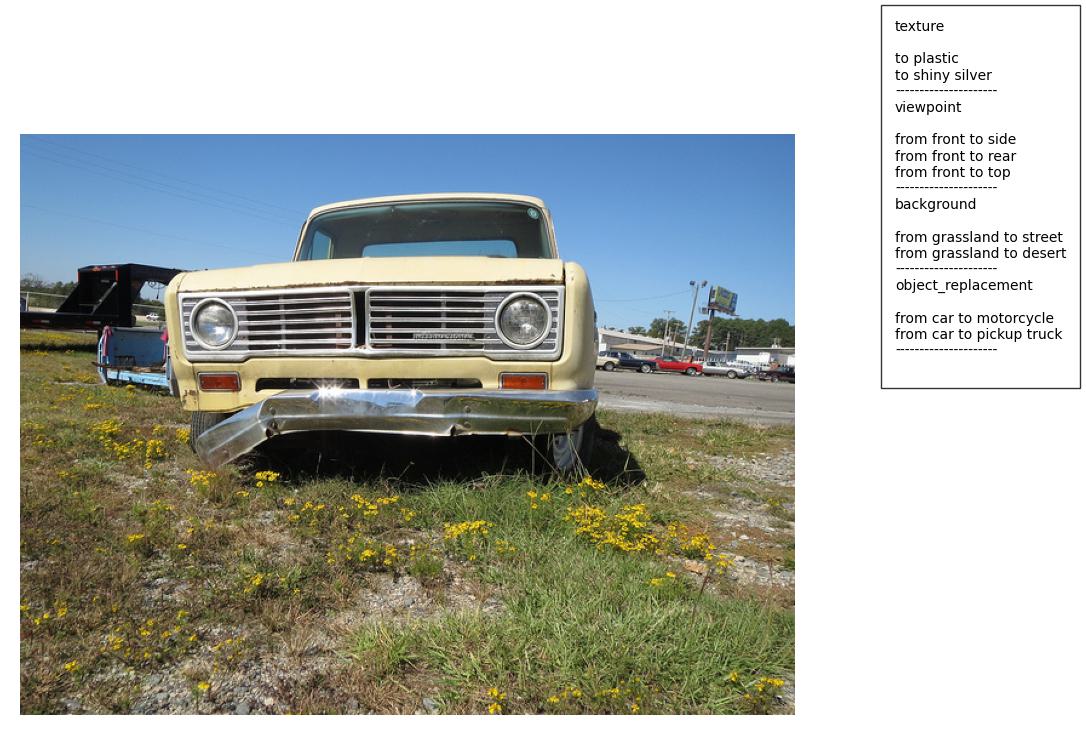 texture
to plastic
to shiny silver
---------------------
viewpoint
from front to side
from front to rear
from front to top
---------------------
background
from grassland to street
from grassland to desert
---------------------
object_replacement
from car to motorcycle
from car to pickup truck
---------------------